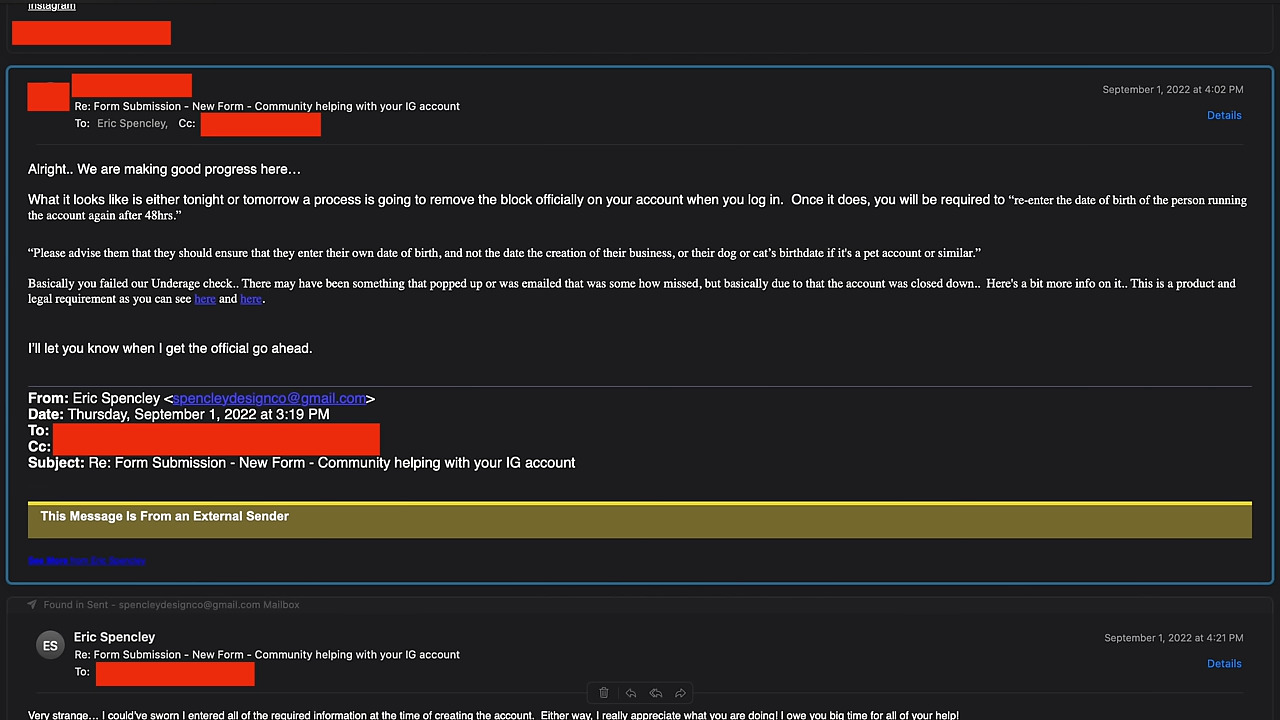 Instagram
Re: Form Submission - New Form - Community helping with your IG account
September 1, 2022 at 4:02 PM
To: Eric Spencley, Cc:
Details
Alright.. We are making good progress here…
What it looks like is either tonight or tomorrow a process is going to remove the block officially on your account when you log in.  Once it does, you will be required to “re-enter the date of birth of the person running
the account again after 48hrs.”
“Please advise them that they should ensure that they enter their own date of birth, and not the date the creation of their business, or their dog or cat’s birthdate if it's a pet account or similar.”
Basically you failed our Underage check.. There may have been something that popped up or was emailed that was some how missed, but basically due to that the account was closed down..  Here's a bit more info on it.. This is a product and
legal requirement as you can see here and here.
I’ll let you know when I get the official go ahead.
From: Eric Spencley <spencleydesignco@gmail.com>
Date: Thursday, September 1, 2022 at 3:19 PM
To:
Cc:
Subject: Re: Form Submission - New Form - Community helping with your IG account
This Message Is From an External Sender
See More from Eric Spencley
Found in Sent - spencleydesignco@gmail.com Mailbox
ES
Eric Spencley
September 1, 2022 at 4:21 PM
Re: Form Submission - New Form - Community helping with your IG account
To:
Details
Very strange… I could've sworn I entered all of the required information at the time of creating the account.  Either way, I really appreciate what you are doing! I owe you big time for all of your help!